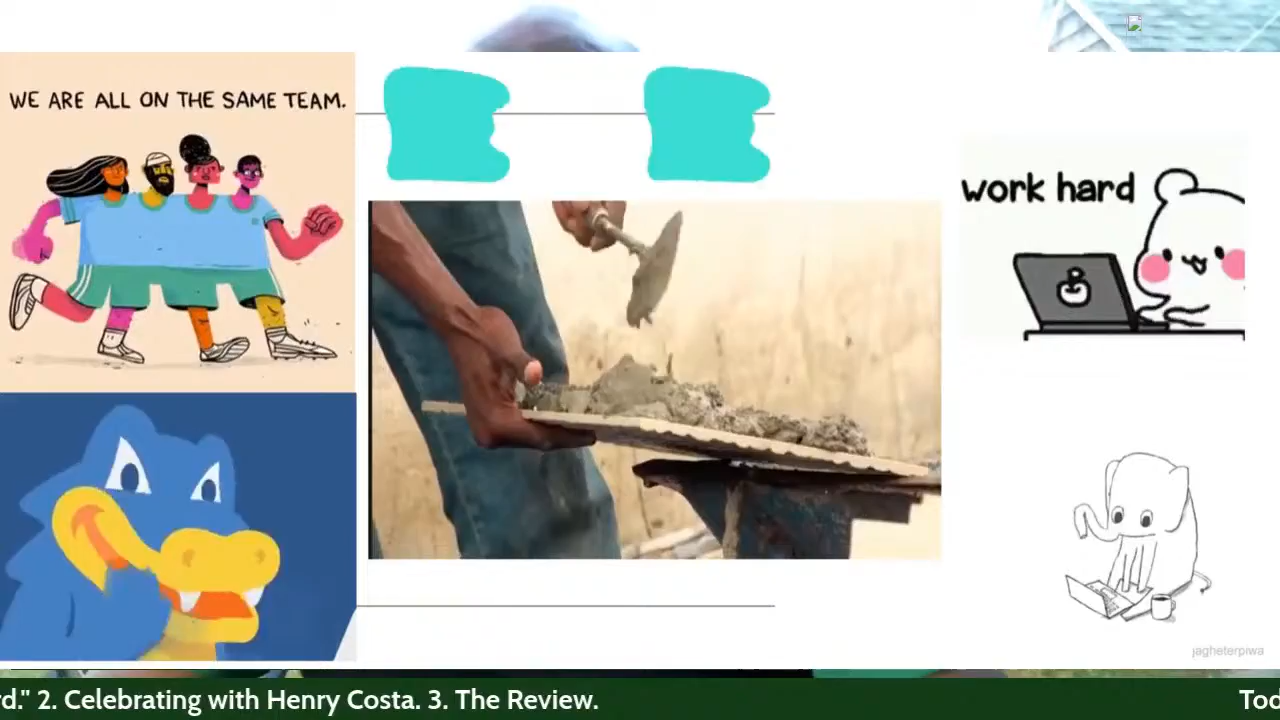 WE ARE ALL ON THE SAME TEAM.
work hard
jagheterpiwa
rd." 2. Celebrating with Henry Costa. 3. The Review.
Tod